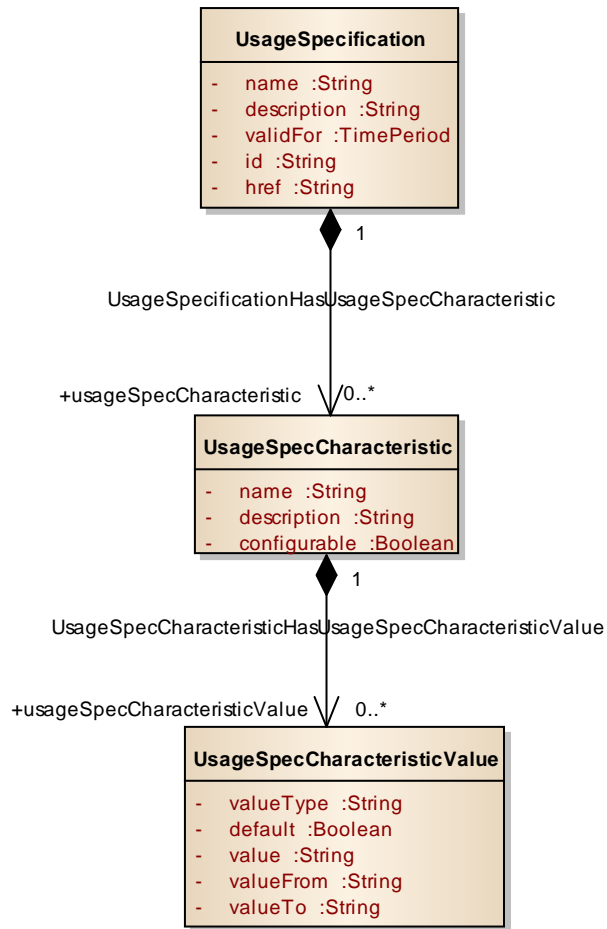 UsageSpecification
- name :String
- description :String
- validFor :TimePeriod
- id :String
- href :String
1
UsageSpecificationHasUsageSpecCharacteristic
+usageSpecCharacteristic 0..*
UsageSpecCharacteristic
- name :String
- description :String
- configurable :Boolean
1
UsageSpecCharacteristicHasUsageSpecCharacteristicValue
+usageSpecCharacteristicValue 0..*
UsageSpecCharacteristicValue
- valueType :String
- default :Boolean
- value :String
- valueFrom :String
- valueTo :String